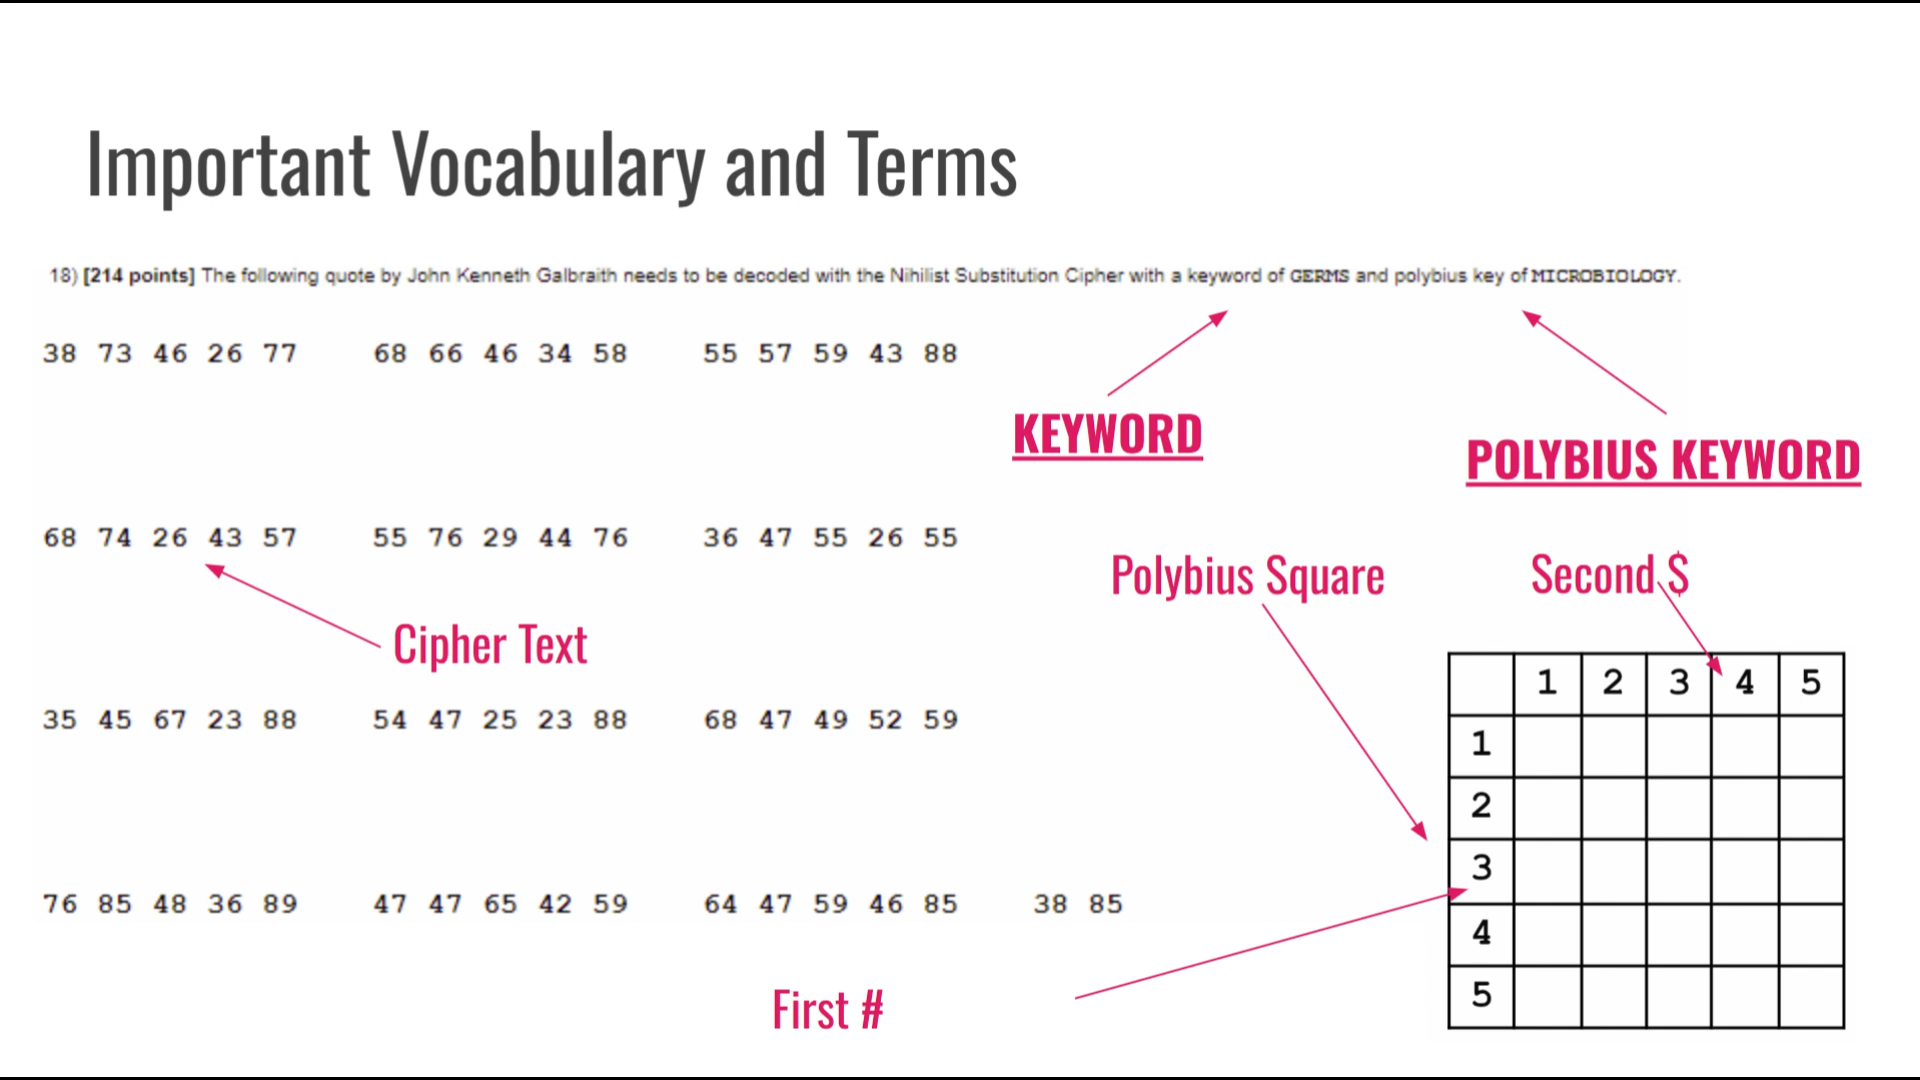 Important Vocabulary and Terms
18) [214 points] The following quote by John Kenneth Galbraith needs to be decoded with the Nihilist Substitution Cipher with a keyword of GERMS and polybius key of MICROBIOLOGY.
38 73 46 26 77 68 66 46 34 58 55 57 59 43 88
KEYWORD
POLYBIUS KEYWORD
68 74 26 43 57 55 76 29 44 76 36 47 55 26 55
Polybius Square
Second $
Cipher Text
35 45 67 23 88 54 47 25 23 88 68 47 49 52 59
1 2 3 4 5
1
2
3
4
5
76 85 48 36 89 47 47 65 42 59 64 47 59 46 85 38 85
First #